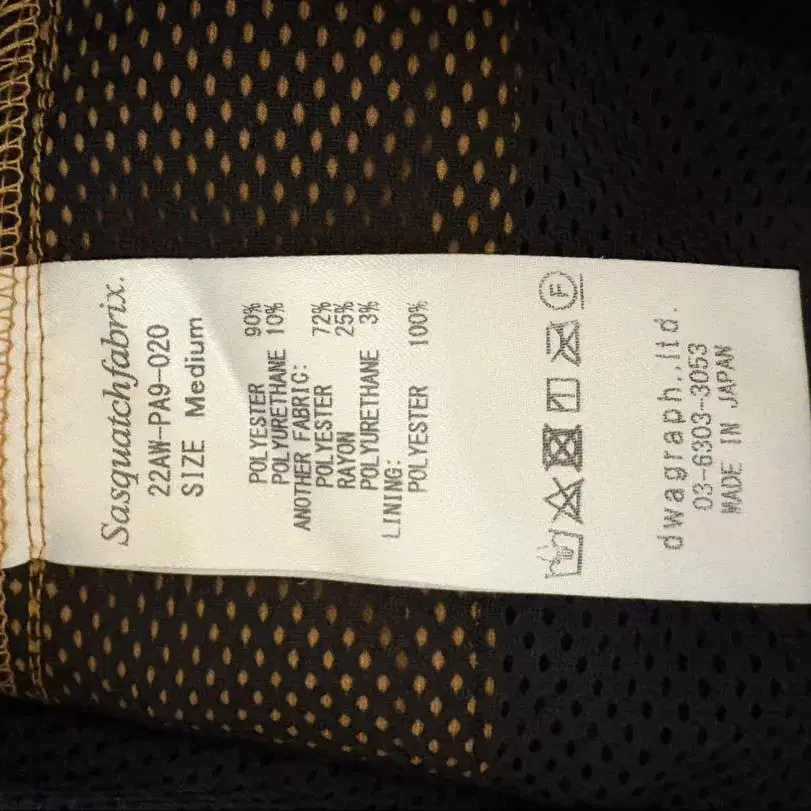 Sasquatchfabrix.
22AW-PA9-020
SIZE Medium
POLYESTER 90%
POLYURETHANE 10%
ANOTHER FABRIC:
POLYESTER 72%
RAYON 25%
POLYURETHANE 3%
LINING:
POLYESTER 100%
F
dwagraph.,ltd.
03-6303-3053
MADE IN JAPAN